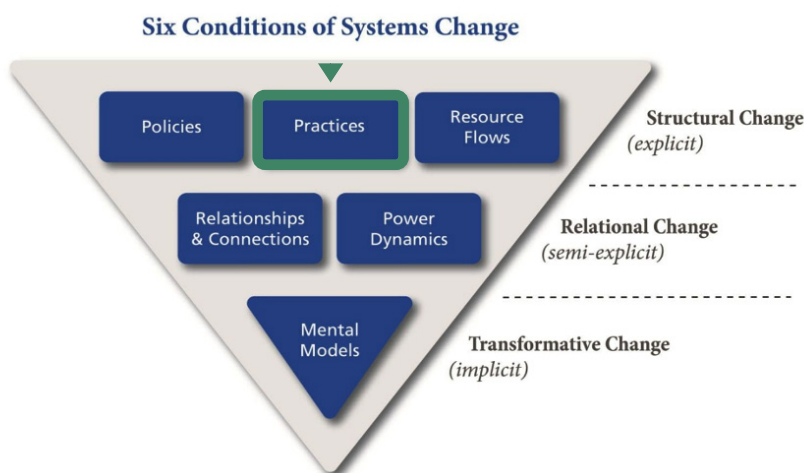 Six Conditions of Systems Change
Policies
Practices
Resource
Flows
Structural Change
(explicit)
Relationships
& Connections
Power
Dynamics
Relational Change
(semi-explicit)
Mental
Models
Transformative Change
(implicit)